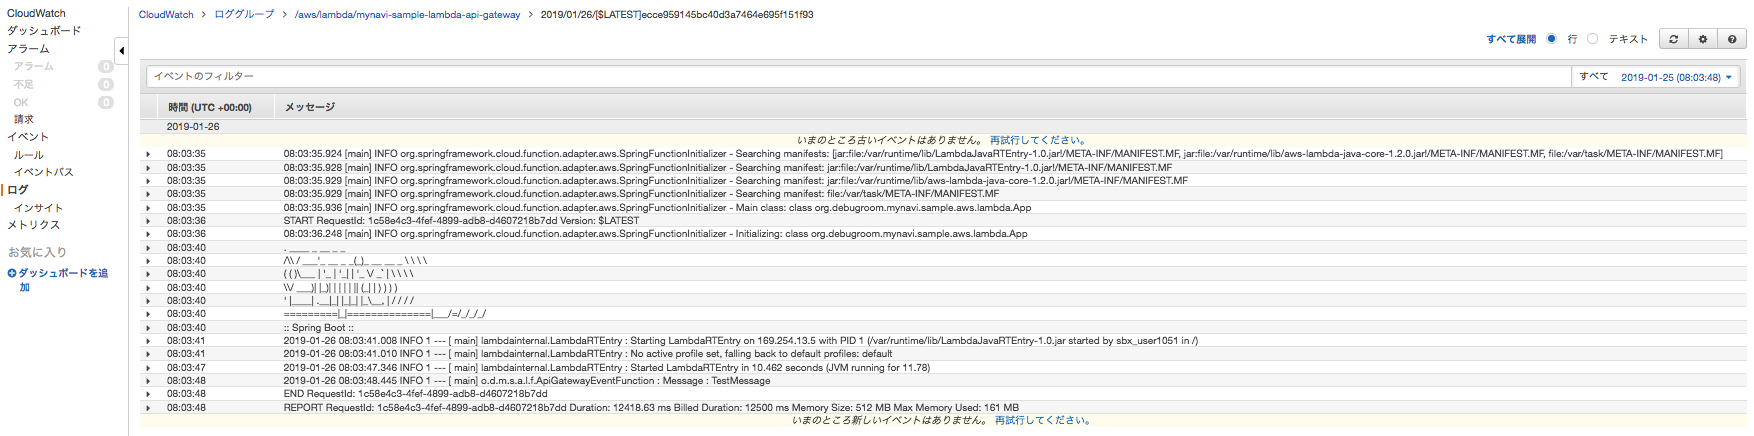 CloudWatch
ダッシュボード
アラーム
アラーム 0
不足 0
OK 0
請求
イベント
ルール
イベントバス
ログ
インサイト
メトリクス
お気に入り
ダッシュボードを追
加
CloudWatch > ロググループ > /aws/lambda/mynavi-sample-lambda-api-gateway > 2019/01/26/[$LATEST]ecce959145bc40d3a7464e695f151f93
すべて展開 行 テキスト
イベントのフィルター すべて 2019-01-25 (08:03:48)
時間 (UTC +00:00) メッセージ
2019-01-26
いまのところ古いイベントはありません。 再試行してください。
08:03:35 08:03:35.924 [main] INFO org.springframework.cloud.function.adapter.aws.SpringFunctionInitializer - Searching manifests: [jar:file:/var/runtime/lib/LambdaJavaRTEntry-1.0.jar!/META-INF/MANIFEST.MF, jar:file:/var/runtime/lib/aws-lambda-java-core-1.2.0.jar!/META-INF/MANIFEST.MF, file:/var/task/META-INF/MANIFEST.MF]
08:03:35 08:03:35.928 [main] INFO org.springframework.cloud.function.adapter.aws.SpringFunctionInitializer - Searching manifest: jar:file:/var/runtime/lib/LambdaJavaRTEntry-1.0.jar!/META-INF/MANIFEST.MF
08:03:35 08:03:35.929 [main] INFO org.springframework.cloud.function.adapter.aws.SpringFunctionInitializer - Searching manifest: jar:file:/var/runtime/lib/aws-lambda-java-core-1.2.0.jar!/META-INF/MANIFEST.MF
08:03:35 08:03:35.929 [main] INFO org.springframework.cloud.function.adapter.aws.SpringFunctionInitializer - Searching manifest: file:/var/task/META-INF/MANIFEST.MF
08:03:35 08:03:35.936 [main] INFO org.springframework.cloud.function.adapter.aws.SpringFunctionInitializer - Main class: class org.debugroom.mynavi.sample.aws.lambda.App
08:03:36 START RequestId: 1c58e4c3-4fef-4899-adb8-d4607218b7dd Version: $LATEST
08:03:36 08:03:36.248 [main] INFO org.springframework.cloud.function.adapter.aws.SpringFunctionInitializer - Initializing: class org.debugroom.mynavi.sample.aws.lambda.App
08:03:40 . ____ _ __ _ _
08:03:40 /\\ / ___'_ __ _ _(_)_ __ __ _ \ \ \ \
08:03:40 ( ( )\___ | '_ | '_| | '_ \/ _` | \ \ \ \
08:03:40 \\/ ___)| |_)| | | | | || (_| | ) ) ) )
08:03:40 ' |____| .__|_| |_|_| |_\__, | / / / /
08:03:40 =========|_|==============|___/=/_/_/_/
08:03:40 :: Spring Boot ::
08:03:41 2019-01-26 08:03:41.008 INFO 1 --- [ main] lambdainternal.LambdaRTEntry : Starting LambdaRTEntry on 169.254.13.5 with PID 1 (/var/runtime/lib/LambdaJavaRTEntry-1.0.jar started by sbx_user1051 in /)
08:03:41 2019-01-26 08:03:41.010 INFO 1 --- [ main] lambdainternal.LambdaRTEntry : No active profile set, falling back to default profiles: default
08:03:47 2019-01-26 08:03:47.346 INFO 1 --- [ main] lambdainternal.LambdaRTEntry : Started LambdaRTEntry in 10.462 seconds (JVM running for 11.78)
08:03:48 2019-01-26 08:03:48.445 INFO 1 --- [ main] o.d.m.s.a.l.f.ApiGatewayEventFunction : Message : TestMessage
08:03:48 END RequestId: 1c58e4c3-4fef-4899-adb8-d4607218b7dd
08:03:48 REPORT RequestId: 1c58e4c3-4fef-4899-adb8-d4607218b7dd Duration: 12418.63 ms Billed Duration: 12500 ms Memory Size: 512 MB Max Memory Used: 161 MB
いまのところ新しいイベントはありません。 再試行してください。